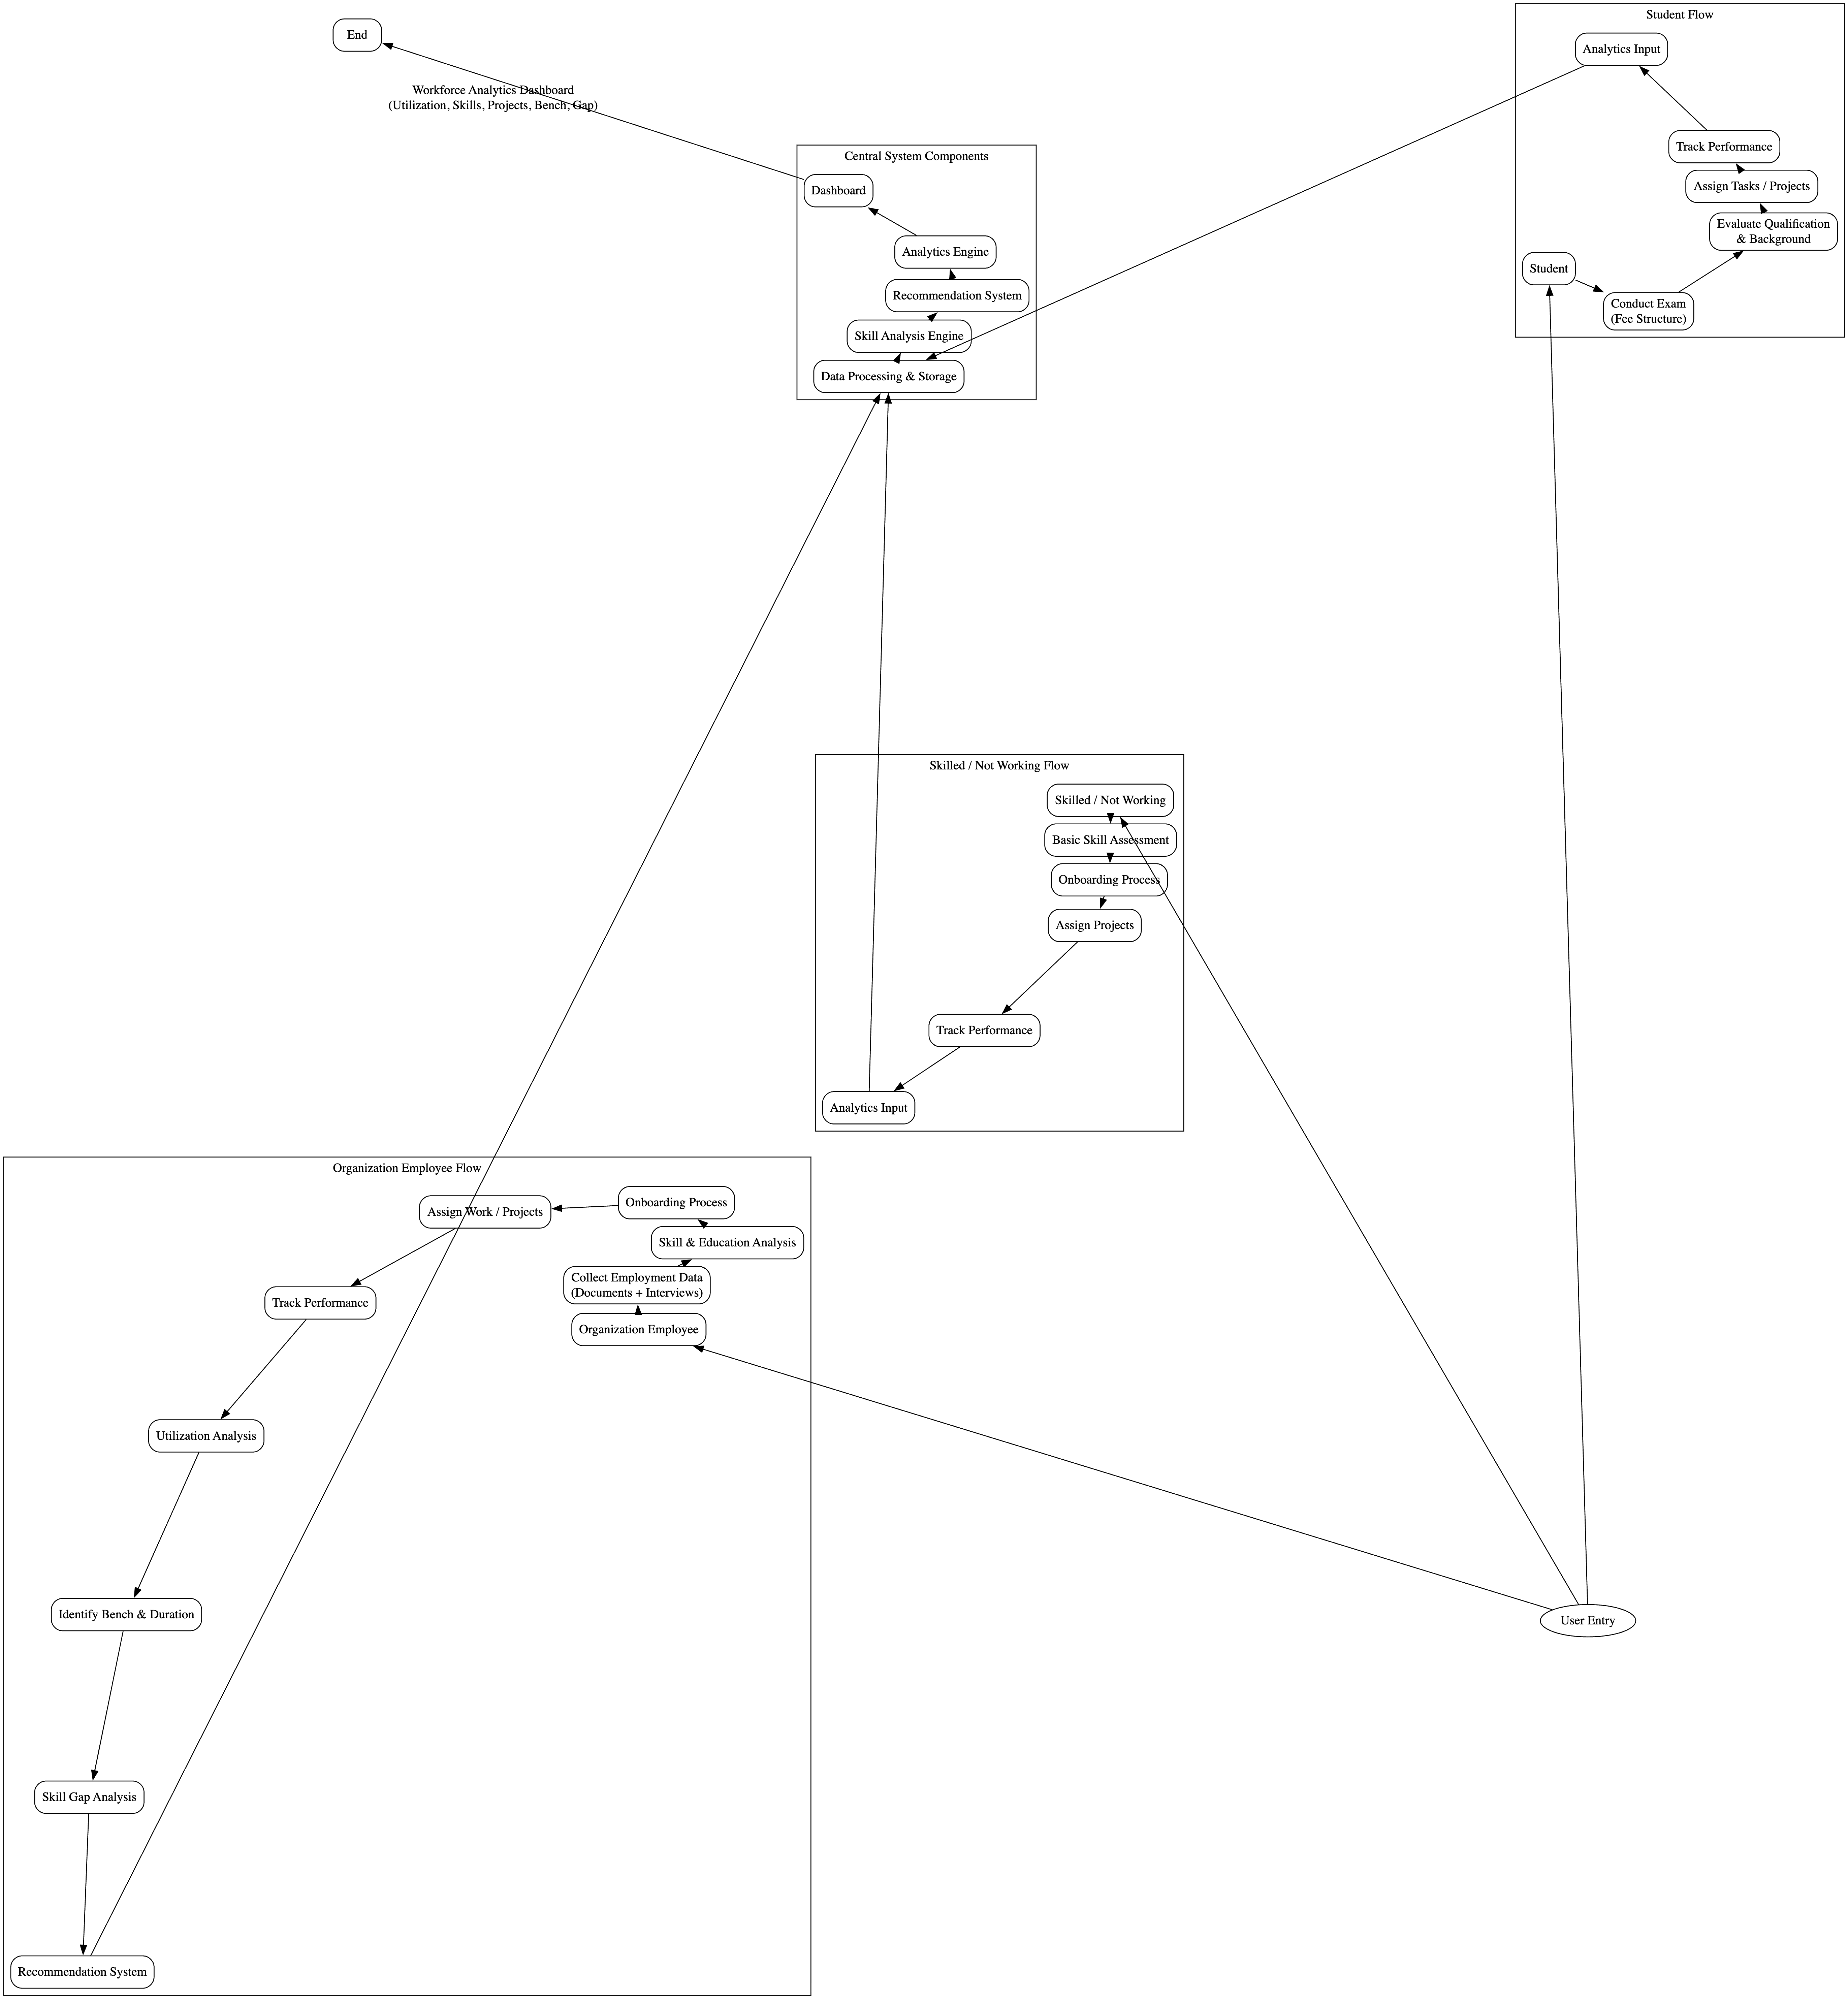 End
Workforce Analytics Dashboard
(Utilization, Skills, Projects, Bench, Gap)
Student Flow
Analytics Input
Track Performance
Assign Tasks / Projects
Evaluate Qualification
& Background
Student
Conduct Exam
(Fee Structure)
Central System Components
Dashboard
Analytics Engine
Recommendation System
Skill Analysis Engine
Data Processing & Storage
Skilled / Not Working Flow
Skilled / Not Working
Basic Skill Assessment
Onboarding Process
Assign Projects
Track Performance
Analytics Input
Organization Employee Flow
Onboarding Process
Assign Work / Projects
Skill & Education Analysis
Collect Employment Data
(Documents + Interviews)
Track Performance
Organization Employee
Utilization Analysis
Identify Bench & Duration
User Entry
Skill Gap Analysis
Recommendation System